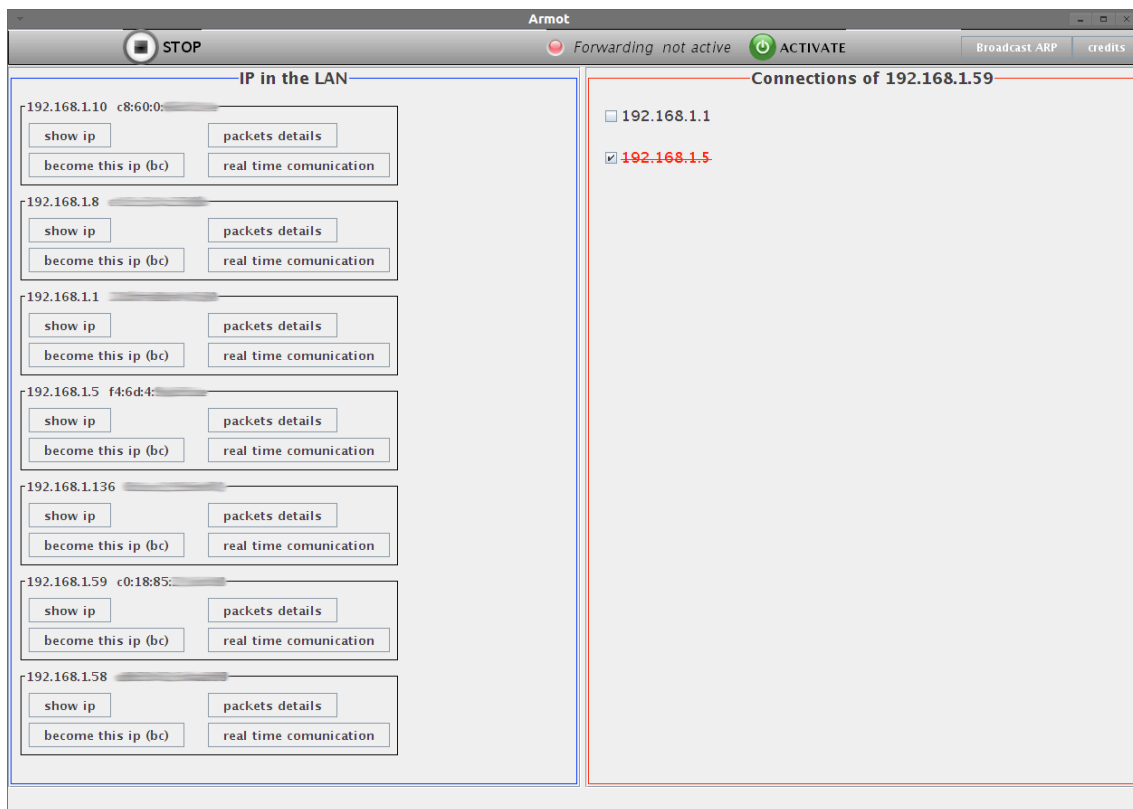 Armot
STOP
Forwarding not active
ACTIVATE
Broadcast ARP
credits
IP in the LAN
192.168.1.10 c8:60:0:
show ip
packets details
become this ip (bc)
real time comunication
192.168.1.8
show ip
packets details
become this ip (bc)
real time comunication
192.168.1.1
show ip
packets details
become this ip (bc)
real time comunication
192.168.1.5 f4:6d:4:
show ip
packets details
become this ip (bc)
real time comunication
192.168.1.136
show ip
packets details
become this ip (bc)
real time comunication
192.168.1.59 c0:18:85:
show ip
packets details
become this ip (bc)
real time comunication
192.168.1.58
show ip
packets details
become this ip (bc)
real time comunication
Connections of 192.168.1.59
192.168.1.1
192.168.1.5